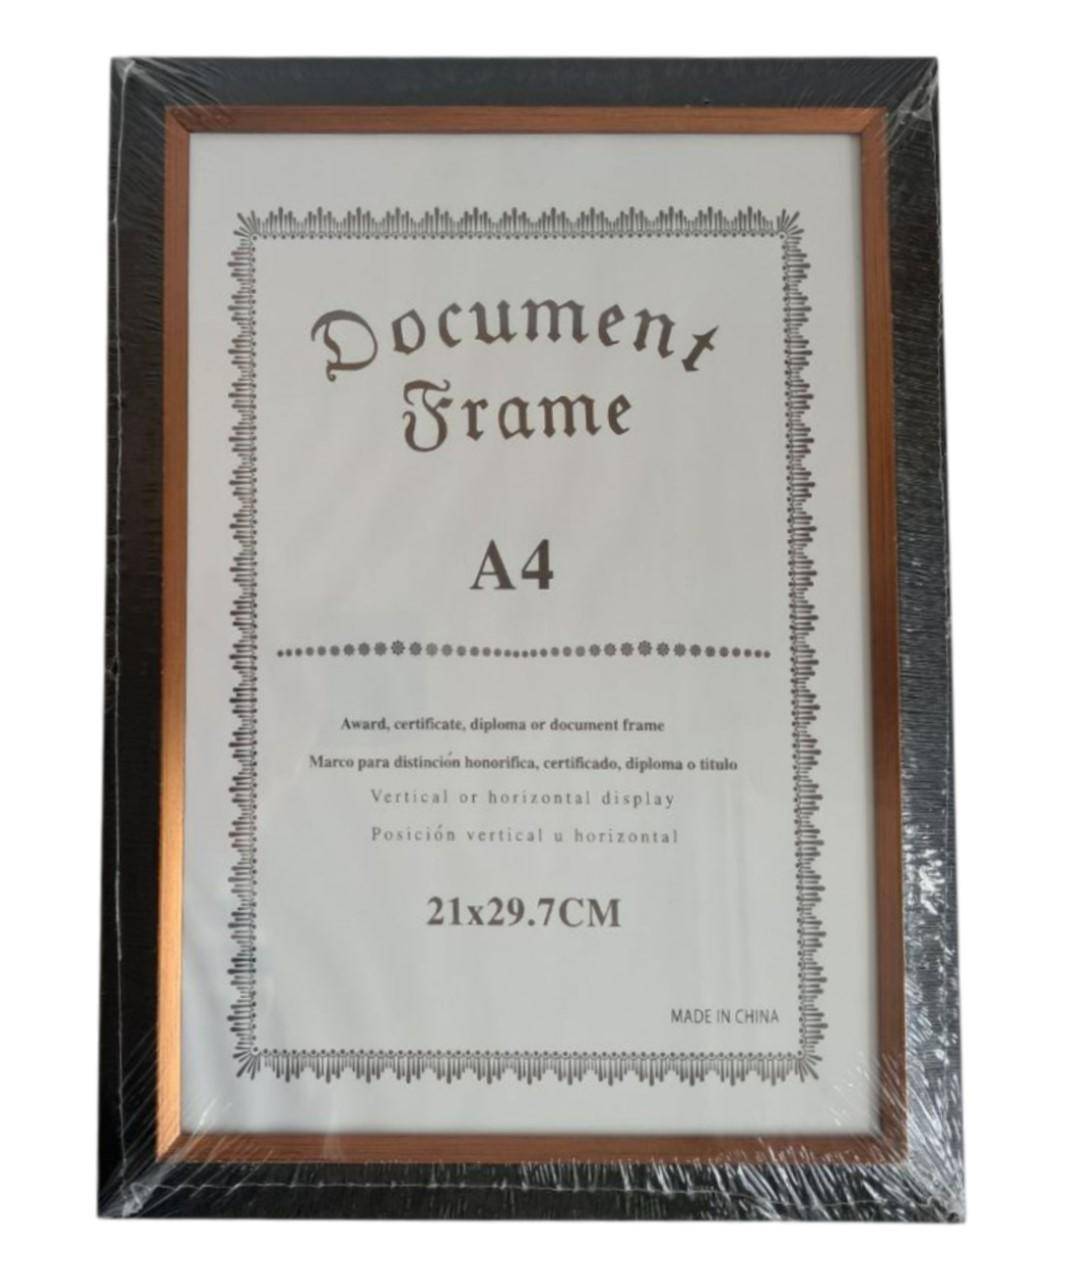 Document
Frame
A4
Award, certificate, diploma or document frame
Marco para distinción honorifica, certificado, diploma o titulo
Vertical or horizontal display
Posición vertical u horizontal
21x29.7CM
MADE IN CHINA